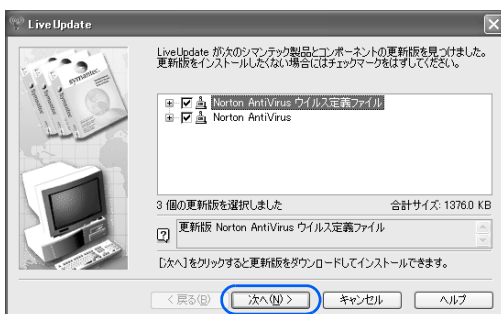 LiveUpdate
LiveUpdate が次のシマンテック製品とコンポーネントの更新版を見つけました。
更新版をインストールしたくない場合にはチェックマークをはずしてください。
symantec.
Norton AntiVirus ウイルス定義ファイル
Norton AntiVirus
3 個の更新版を選択しました
合計サイズ: 1376.0 KB
更新版 Norton AntiVirus ウイルス定義ファイル
[次へ]をクリックすると更新版をダウンロードしてインストールできます。
< 戻る(B)
次へ(N) >
キャンセル
ヘルプ